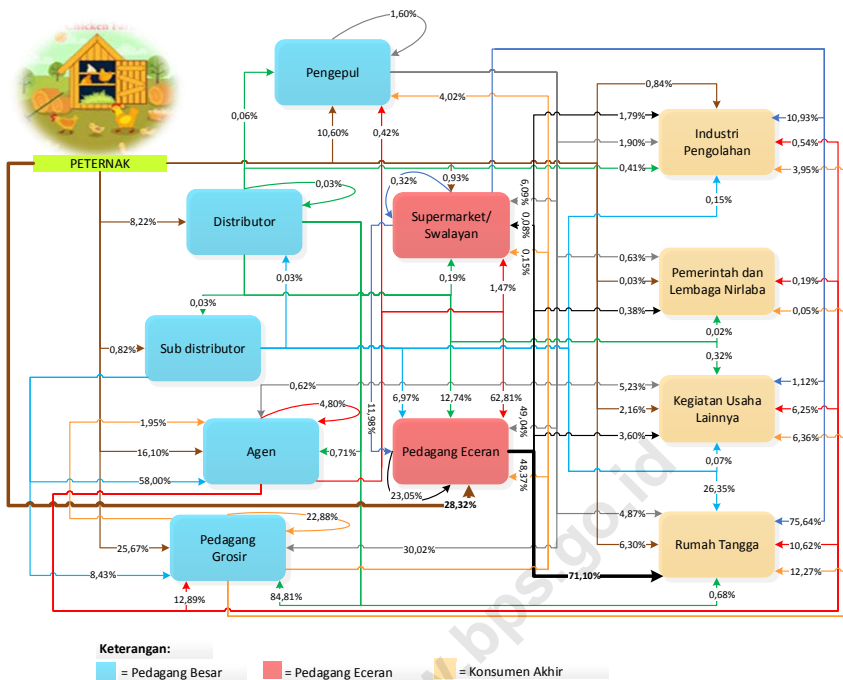 Chicken Farm
1,60%
Pengepul
0,84%
4,02%
0,06%
10,60%
0,42%
1,79%
10,93%
Industri
Pengolahan
1,90%
0,54%
PETERNAK
0,41%
3,95%
0,93%
0,03%
0,32%
6,09%
0,15%
Distributor
8,22%
Supermarket/
Swalayan
0,08%
0,15%
0,63%
0,03%
0,19%
1,47%
Pemerintah dan
Lembaga Nirlaba
0,03%
0,19%
0,03%
0,38%
0,05%
0,02%
Sub distributor
0,82%
0,32%
0,62%
5,23%
1,12%
6,97%
12,74%
62,81%
Kegiatan Usaha
Lainnya
4,80%
11,98%
49,04%
2,16%
6,25%
1,95%
3,60%
6,36%
Agen
16,10%
0,71%
Pedagang Eceran
0,07%
58,00%
48,37%
26,35%
23,05%
28,32%
22,88%
4,87%
75,64%
Pedagang
Grosir
25,67%
30,02%
6,30%
Rumah Tangga
10,62%
8,43%
71,10%
12,27%
12,89%
84,81%
0,68%
w.bps.go.id
Keterangan:
= Pedagang Besar
= Pedagang Eceran
= Konsumen Akhir